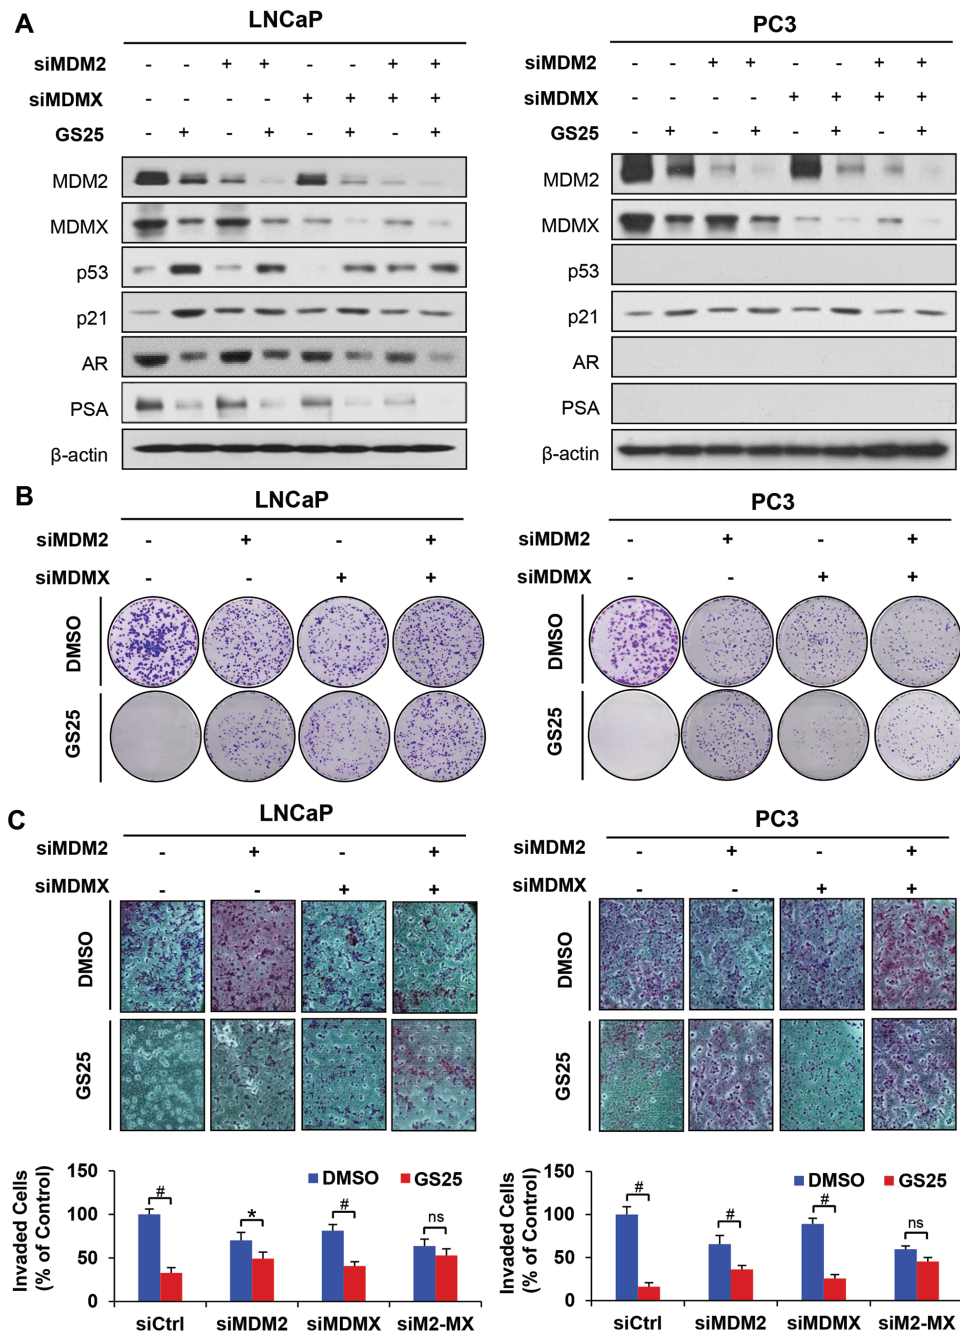 A
LNCaP
siMDM2 - - + + - - + +
siMDMX - - - - + + + +
GS25 - + - + - + - +
MDM2
MDMX
p53
p21
AR
PSA
β-actin
PC3
siMDM2 - - + + - - + +
siMDMX - - - - + + + +
GS25 - + - + - + - +
MDM2
MDMX
p53
p21
AR
PSA
β-actin
B
LNCaP
siMDM2 - + - +
siMDMX - - + +
DMSO
GS25
PC3
siMDM2 - + - +
siMDMX - - + +
DMSO
GS25
C
LNCaP
siMDM2 - + - +
siMDMX - - + +
DMSO
GS25
PC3
siMDM2 - + - +
siMDMX - - + +
DMSO
GS25
Invaded Cells
(% of Control)
150
100
50
0
DMSO GS25
# * # ns
siCtrl siMDM2 siMDMX siM2-MX
Invaded Cells
(% of Control)
150
100
50
0
DMSO GS25
# # # ns
siCtrl siMDM2 siMDMX siM2-MX